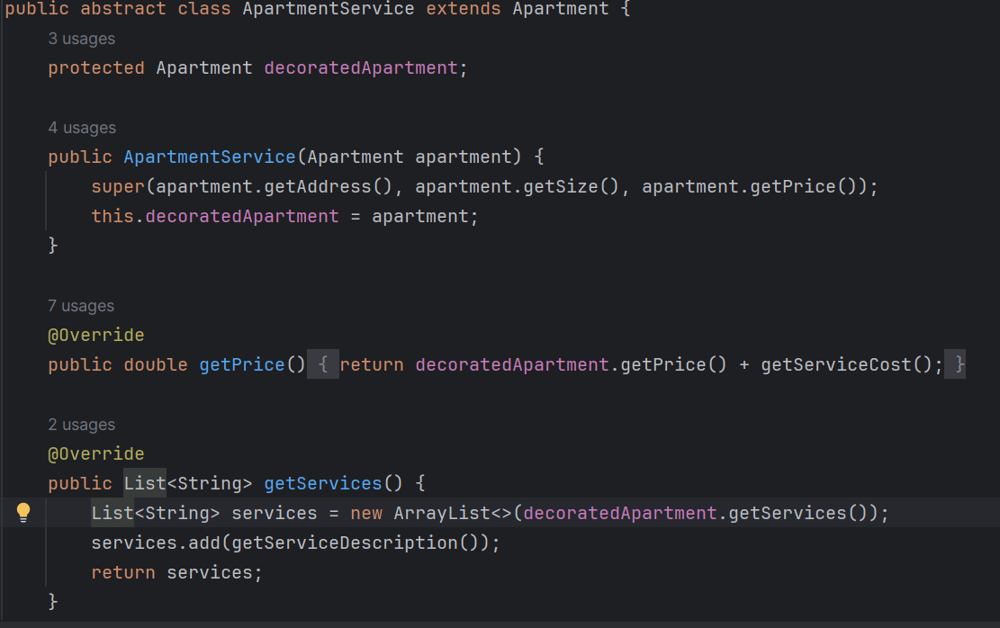 public abstract class ApartmentService extends Apartment {
3 usages
protected Apartment decoratedApartment;
4 usages
public ApartmentService(Apartment apartment) {
super(apartment.getAddress(), apartment.getSize(), apartment.getPrice());
this.decoratedApartment = apartment;
}
7 usages
@Override
public double getPrice() { return decoratedApartment.getPrice() + getServiceCost(); }
2 usages
@Override
public List<String> getServices() {
List<String> services = new ArrayList<>(decoratedApartment.getServices());
services.add(getServiceDescription());
return services;
}